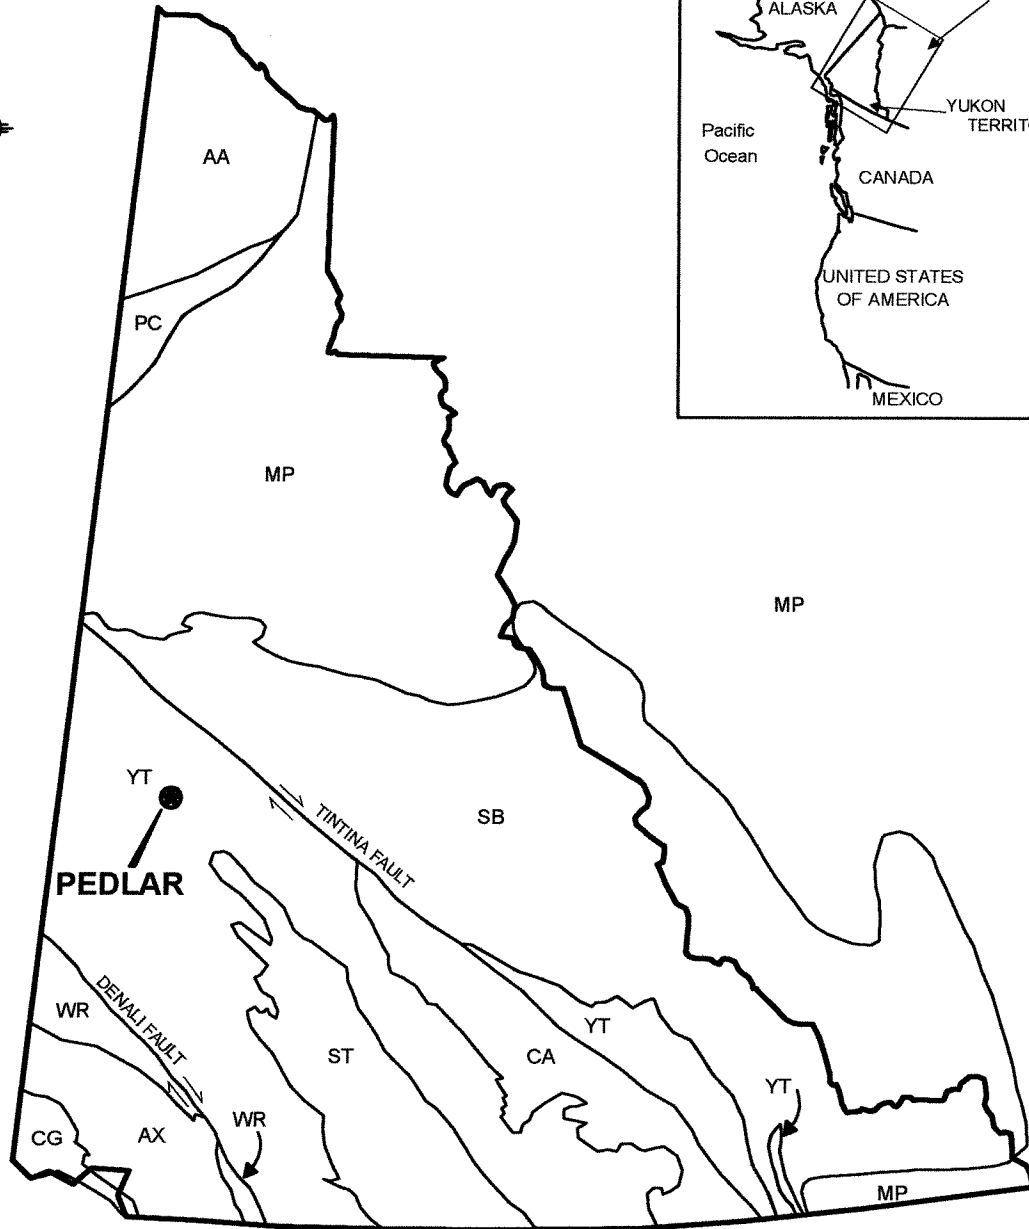 ALASKA
YUKON
TERRIT
Pacific
Ocean
CANADA
UNITED STATES
OF AMERICA
MEXICO
AA
PC
MP
MP
YT
PEDLAR
TINTINA FAULT
SB
DENALI FAULT
WR
ST
CA
YT
YT
CG
AX
WR
MP